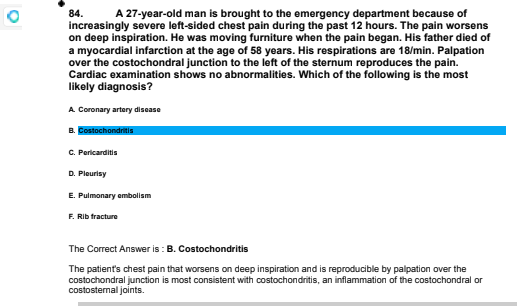 84. A 27-year-old man is brought to the emergency department because of
increasingly severe left-sided chest pain during the past 12 hours. The pain worsens
on deep inspiration. He was moving furniture when the pain began. His father died of
a myocardial infarction at the age of 58 years. His respirations are 18/min. Palpation
over the costochondral junction to the left of the sternum reproduces the pain.
Cardiac examination shows no abnormalities. Which of the following is the most
likely diagnosis?
A. Coronary artery disease
B. Costochondritis
C. Pericarditis
D. Pleurisy
E. Pulmonary embolism
F. Rib fracture
The Correct Answer is : B. Costochondritis
The patient's chest pain that worsens on deep inspiration and is reproducible by palpation over the
costochondral junction is most consistent with costochondritis, an inflammation of the costochondral or
costosternal joints.